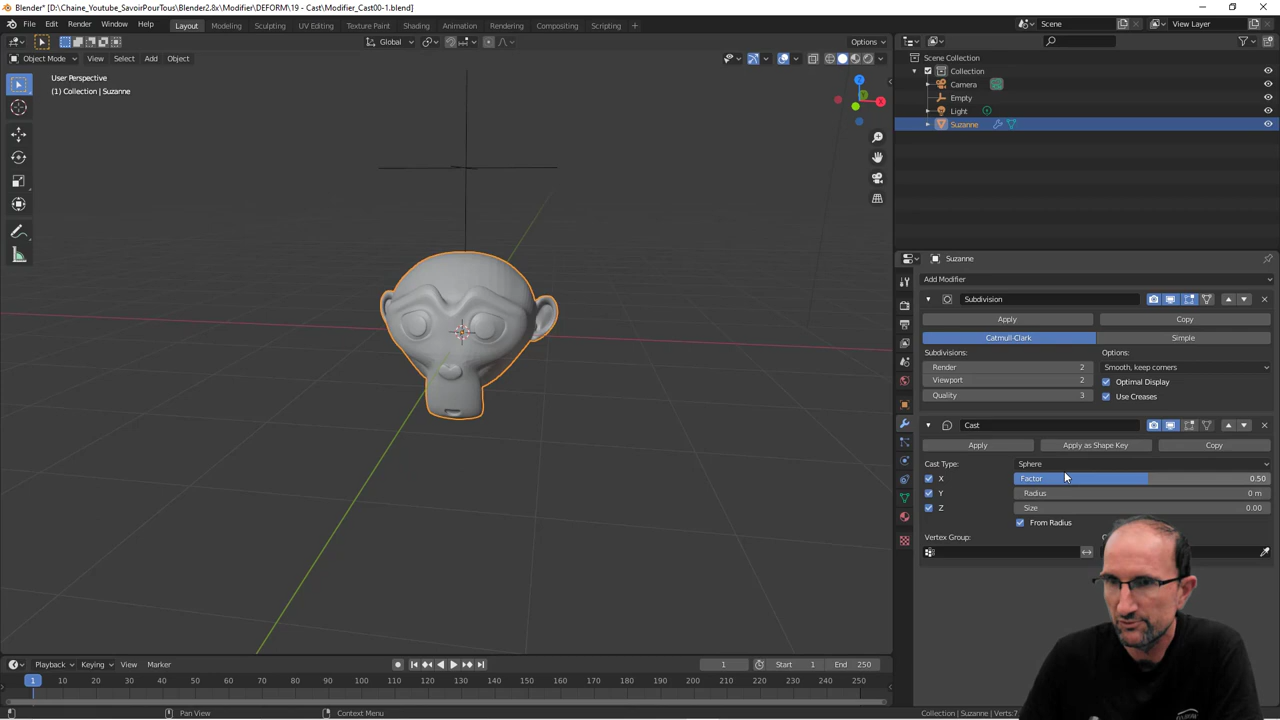 Blender* [D:\Chaine_Youtube_SavoirPourTous\Blender2.8x\Modifier\DEFORM\19 - Cast\Modifier_Cast00-1.blend]
File Edit Render Window Help Layout Modeling Sculpting UV Editing Texture Paint Shading Animation Rendering Compositing Scripting Scene View Layer
Global Options
Object Mode View Select Add Object
User Perspective
(1) Collection | Suzanne
Z
Y
X
Scene Collection
Collection
Camera
Empty
Light
Suzanne
Suzanne
Add Modifier
Subdivision
Apply Copy
Catmull-Clark Simple
Subdivisions: Options:
Render 2 Smooth, keep corners
Viewport 2 Optimal Display
Quality 3 Use Creases
Cast
Apply Apply as Shape Key Copy
Cast Type: Sphere
X Factor 0.50
Y Radius 0 m
Z Size 0.00
From Radius
Vertex Group:
Playback Keying View Marker 1 Start 1 End 250
1 10 20 30 40 50 60 70 80 90 100 110 120 130 140 150 160 170 180 190 200 210 220 230 240 250
Pan View Context Menu Collection | Suzanne | Verts:7